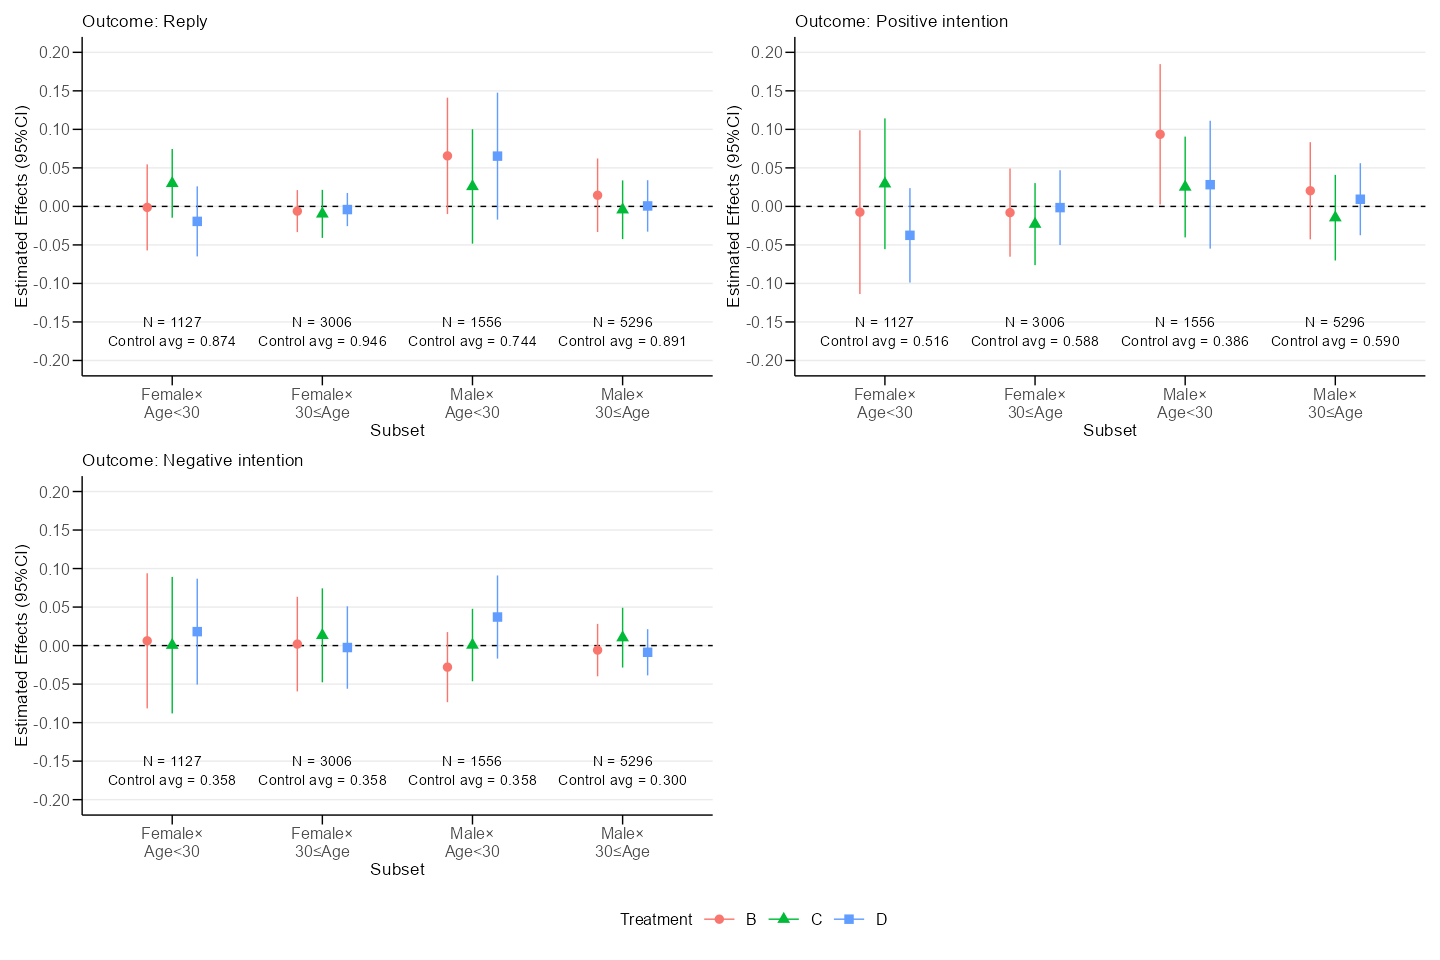 Outcome: Reply
Estimated Effects (95%CI)
0.20
0.15
0.10
0.05
0.00
-0.05
-0.10
-0.15
-0.20
N = 1127
Control avg = 0.874
N = 3006
Control avg = 0.946
N = 1556
Control avg = 0.744
N = 5296
Control avg = 0.891
Female×
Age<30
Female×
30≤Age
Male×
Age<30
Male×
30≤Age
Subset
Outcome: Positive intention
Estimated Effects (95%CI)
0.20
0.15
0.10
0.05
0.00
-0.05
-0.10
-0.15
-0.20
N = 1127
Control avg = 0.516
N = 3006
Control avg = 0.588
N = 1556
Control avg = 0.386
N = 5296
Control avg = 0.590
Female×
Age<30
Female×
30≤Age
Male×
Age<30
Male×
30≤Age
Subset
Outcome: Negative intention
Estimated Effects (95%CI)
0.20
0.15
0.10
0.05
0.00
-0.05
-0.10
-0.15
-0.20
N = 1127
Control avg = 0.358
N = 3006
Control avg = 0.358
N = 1556
Control avg = 0.358
N = 5296
Control avg = 0.300
Female×
Age<30
Female×
30≤Age
Male×
Age<30
Male×
30≤Age
Subset
Treatment B C D